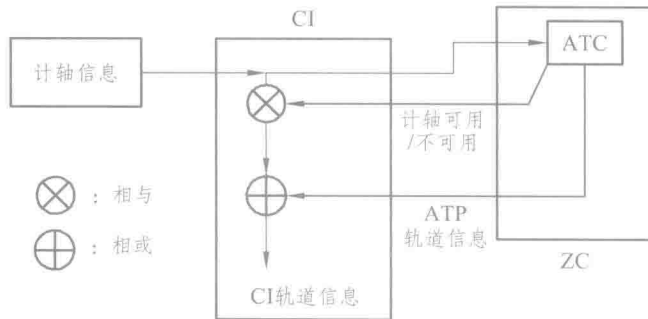 CI
ATC
计轴信息
计轴可用
/不可用
：相与
ATP
轨道信息
：相或
ZC
CI轨道信息